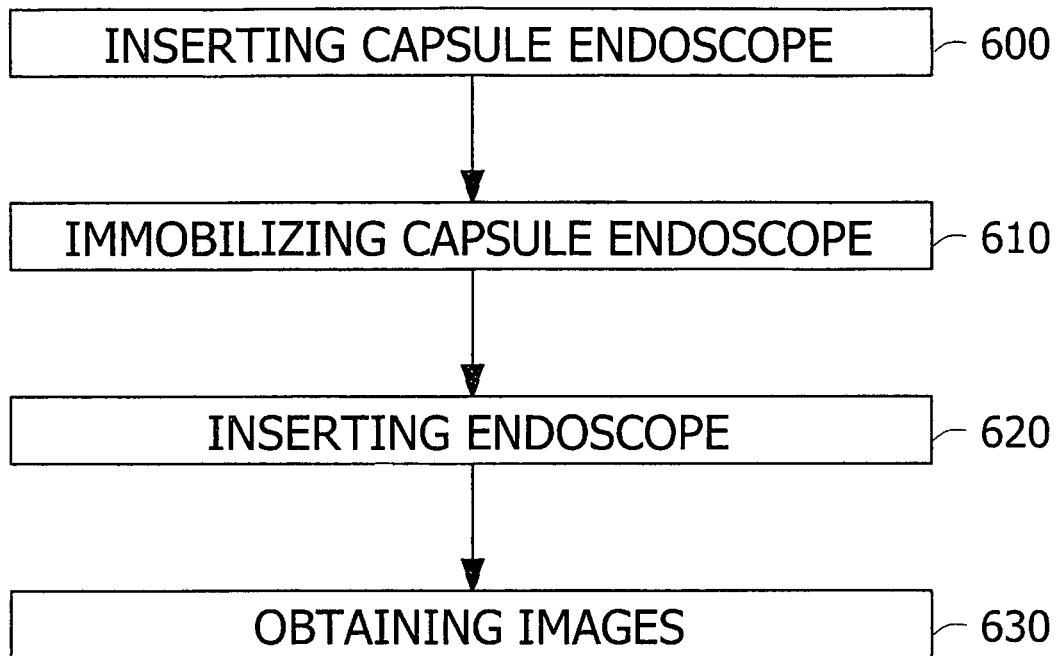 INSERTING CAPSULE ENDOSCOPE 600
IMMOBILIZING CAPSULE ENDOSCOPE 610
INSERTING ENDOSCOPE 620
OBTAINING IMAGES 630